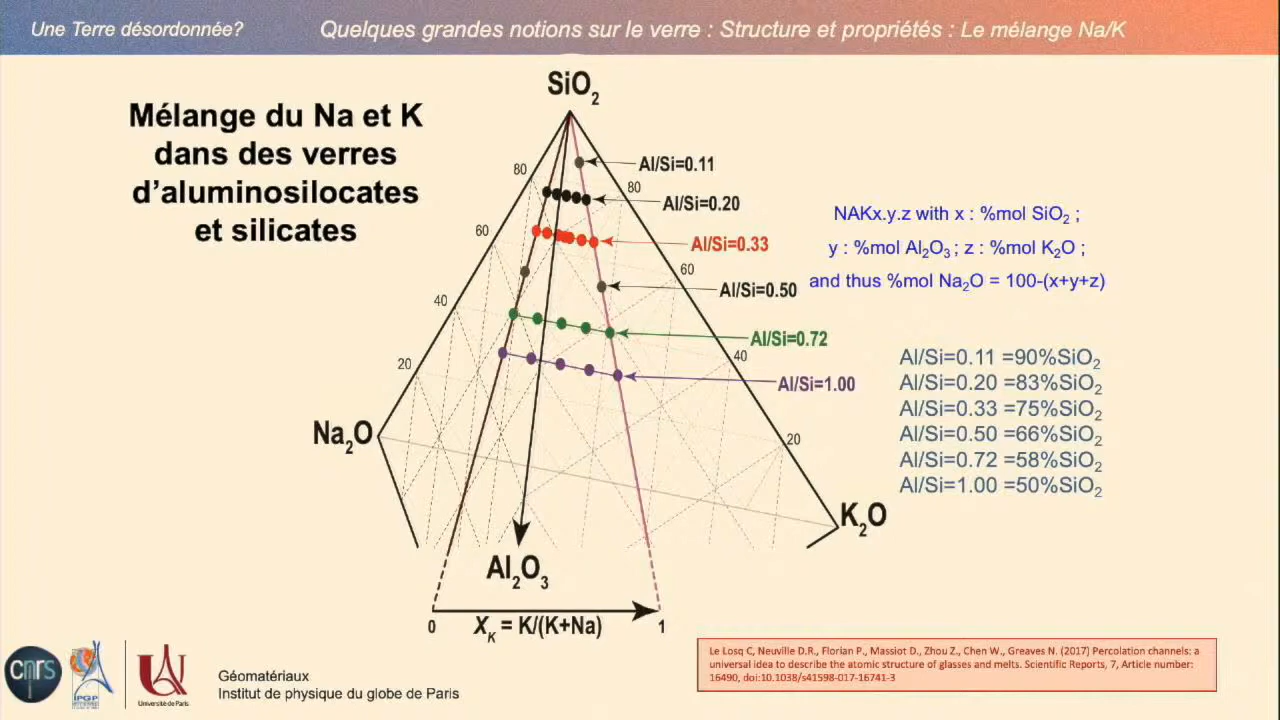 Une Terre désordonnée?
Quelques grandes notions sur le verre : Structure et propriétés : Le mélange Na/K
Mélange du Na et K
dans des verres
d’aluminosilocates
et silicates
SiO₂
80
60
40
20
80
60
40
20
Al/Si=0.11
Al/Si=0.20
Al/Si=0.33
Al/Si=0.50
Al/Si=0.72
Al/Si=1.00
Na₂O
K₂O
Al₂O₃
0
X_K = K/(K+Na)
1
NAKx.y.z with x : %mol SiO₂ ;
y : %mol Al₂O₃ ; z : %mol K₂O ;
and thus %mol Na₂O = 100-(x+y+z)
Al/Si=0.11 =90%SiO₂
Al/Si=0.20 =83%SiO₂
Al/Si=0.33 =75%SiO₂
Al/Si=0.50 =66%SiO₂
Al/Si=0.72 =58%SiO₂
Al/Si=1.00 =50%SiO₂
Le Losq C, Neuville D.R., Florian P., Massiot D., Zhou Z., Chen W., Greaves N. (2017) Percolation channels: a
universal idea to describe the atomic structure of glasses and melts. Scientific Reports, 7, Article number:
16490, doi:10.1038/s41598-017-16741-3
cnrs
IPGP
Université de Paris
Géomatériaux
Institut de physique du globe de Paris